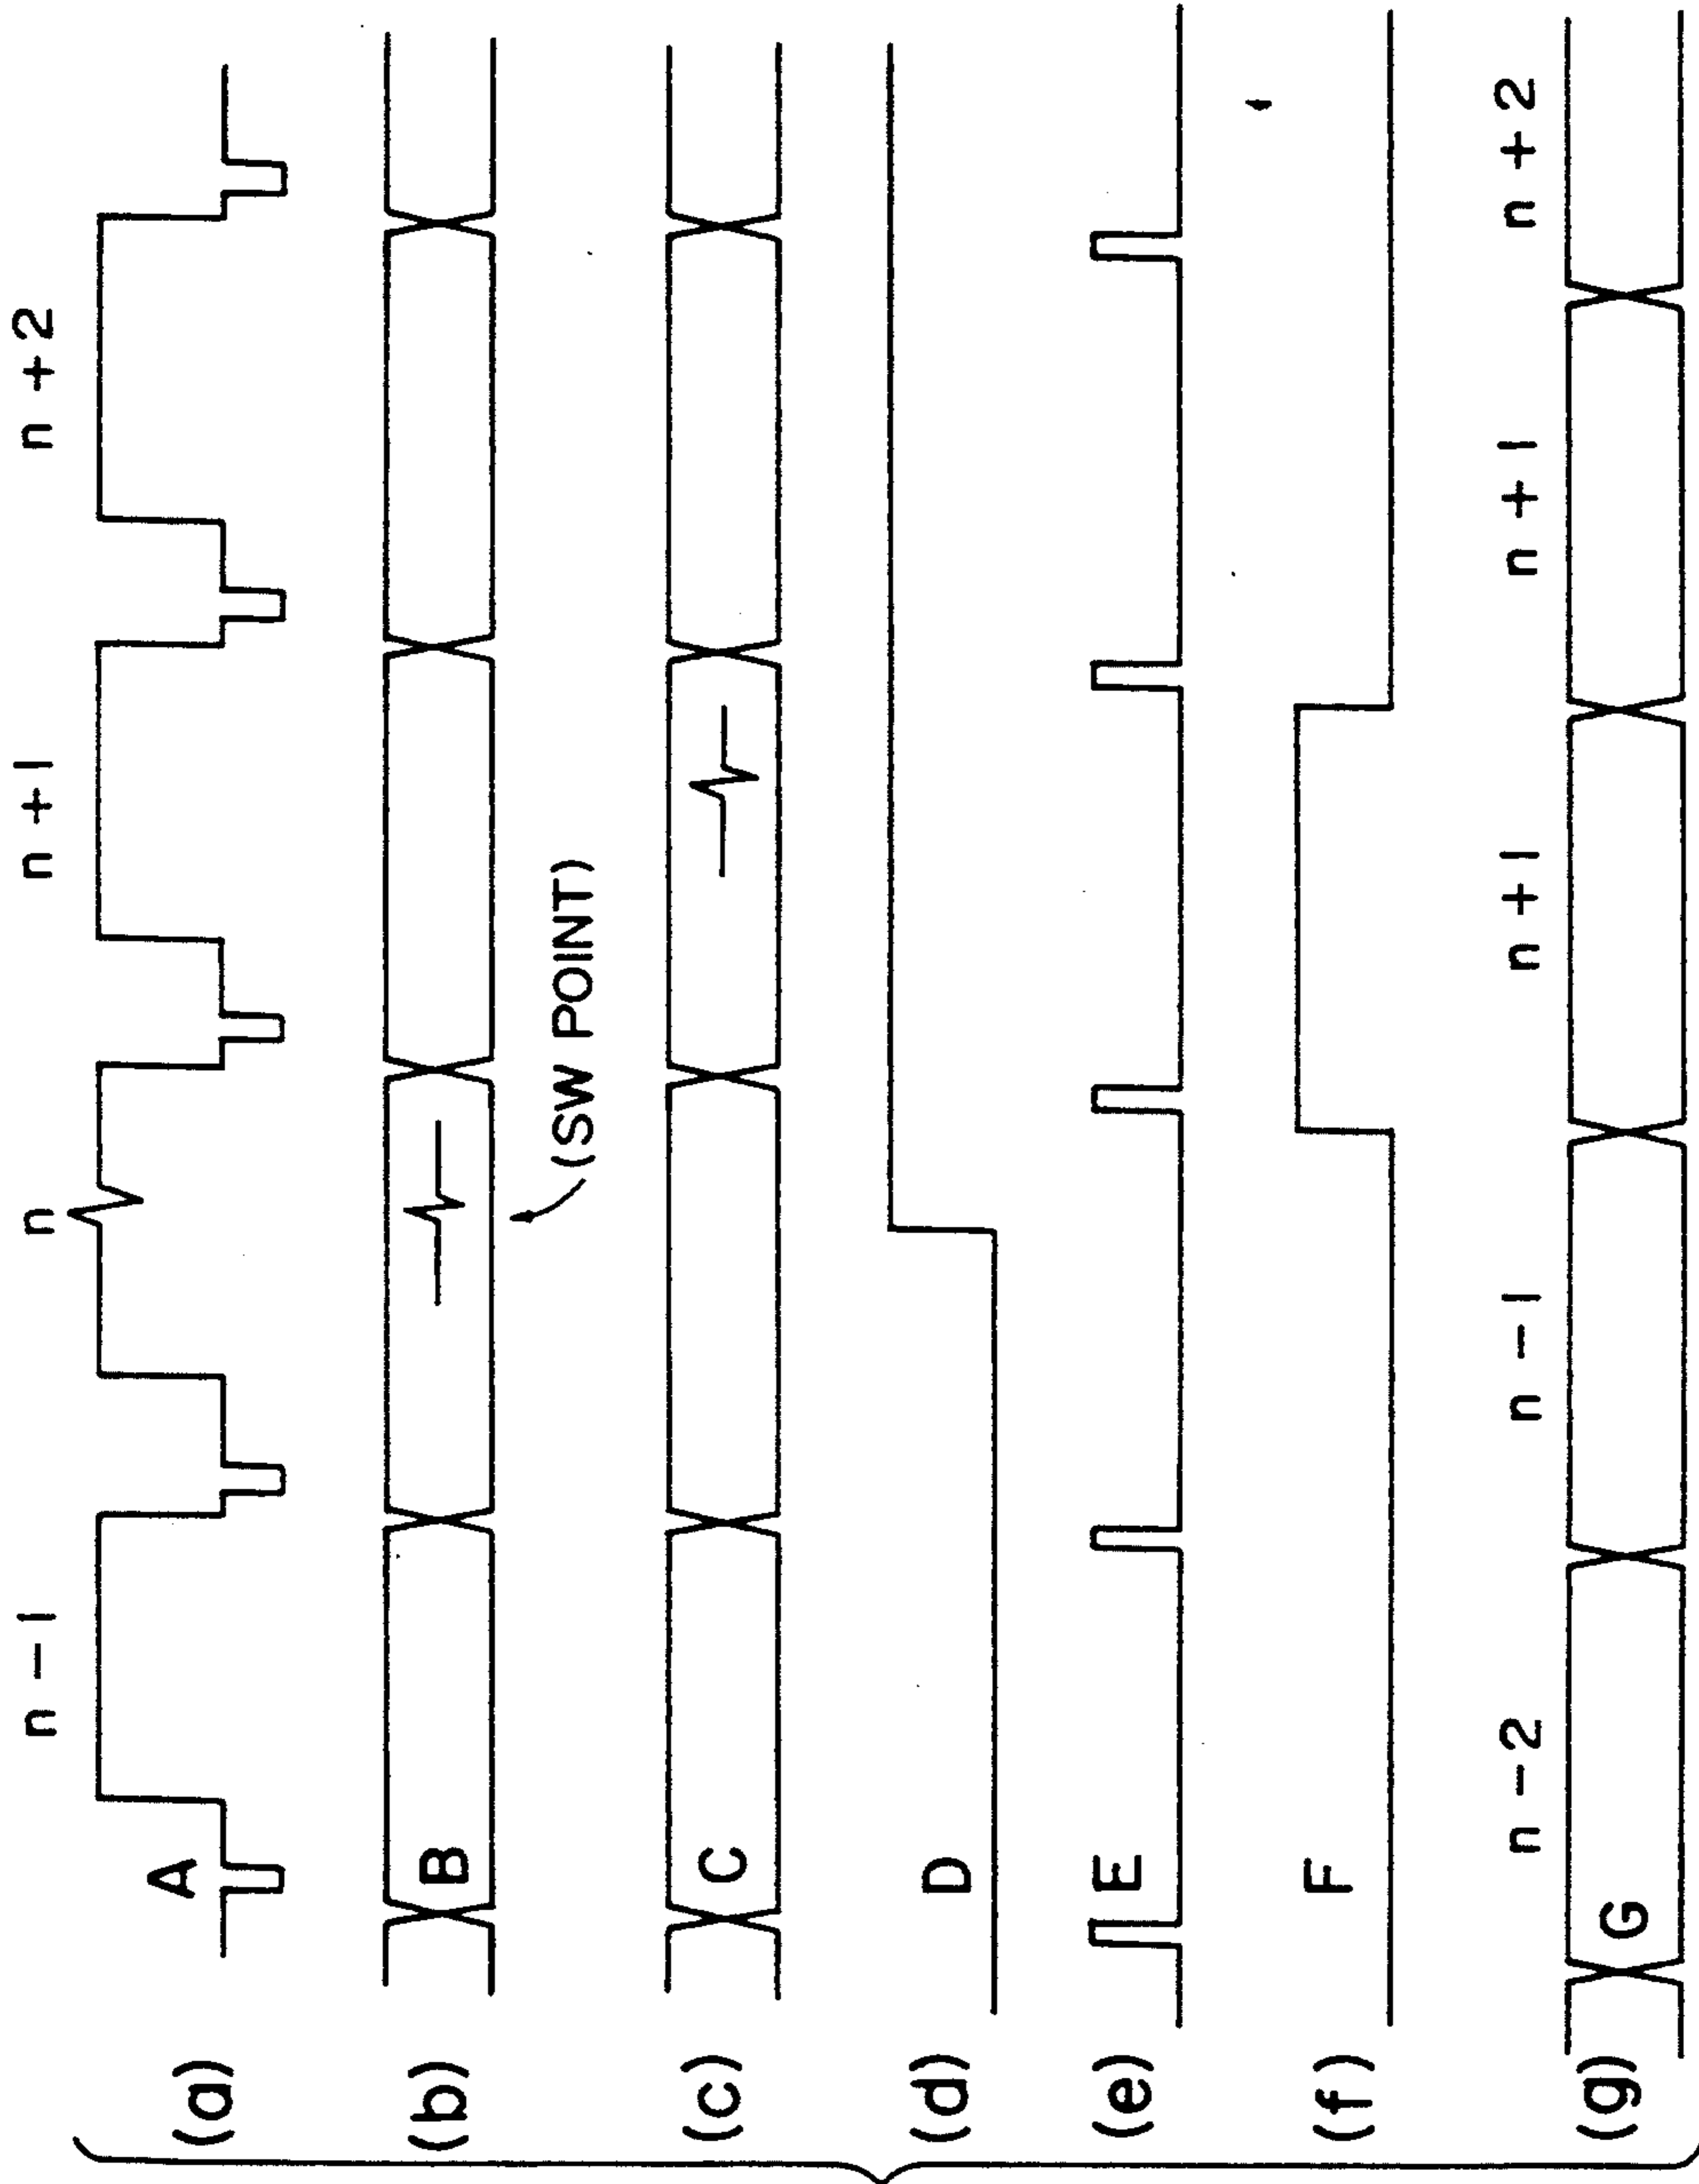 n - 1 n n + 1 n + 2
(a) A
(b) B
(SW POINT)
(c) C
(d) D
(e) E
(f) F
n - 2 n - 1 n + 1 n + 1 n + 2
(g) G